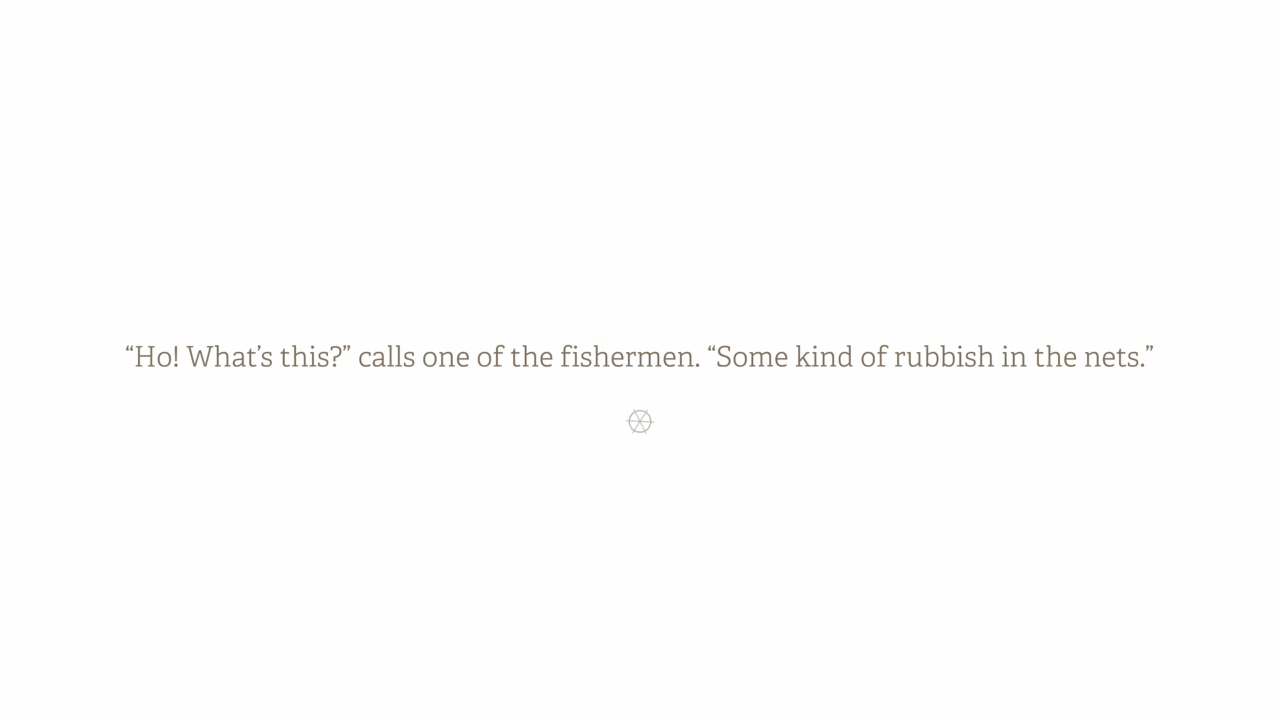 “Ho! What’s this?” calls one of the fishermen. “Some kind of rubbish in the nets.”